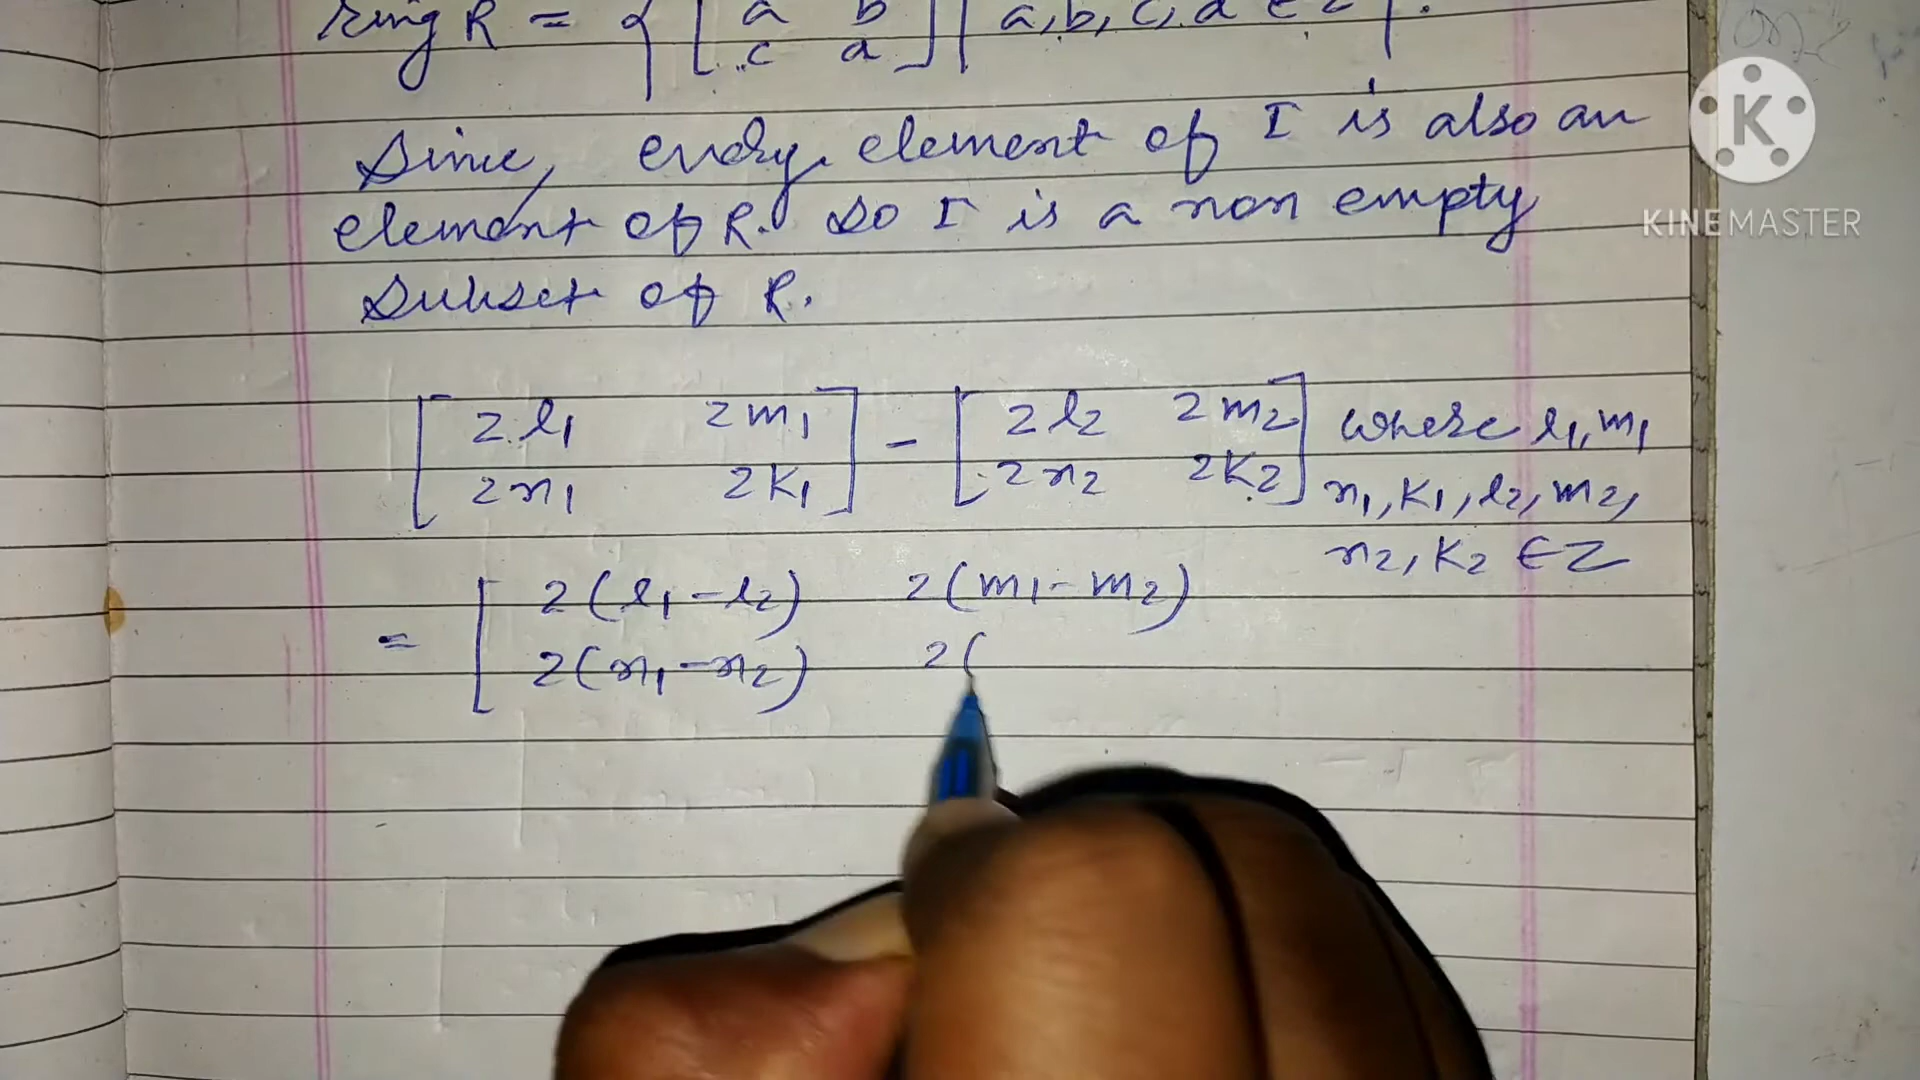 ring R = { [ a b
c d ] | a, b, c, d ∈ Z }.
Since, every element of I is also an
element of R. So I is a non empty
subset of R.
[ 2l₁ 2m₁ ] - [ 2l₂ 2m₂ ] where l₁, m₁
2n₁ 2k₁ 2n₂ 2k₂ n₁, k₁, l₂, m₂,
n₂, k₂ ∈ Z
= [ 2(l₁-l₂) 2(m₁-m₂)
2(n₁-n₂) 2(
K
KINEMASTER